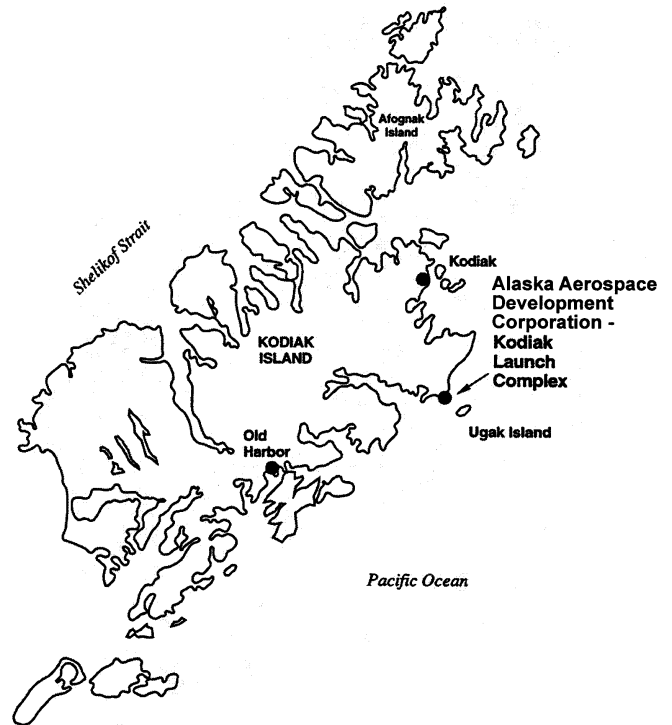 Afognak
Island
Shelikof Strait
Kodiak
Alaska Aerospace
Development
Corporation -
Kodiak
Launch
Complex
KODIAK
ISLAND
Ugak Island
Old
Harbor
Pacific Ocean